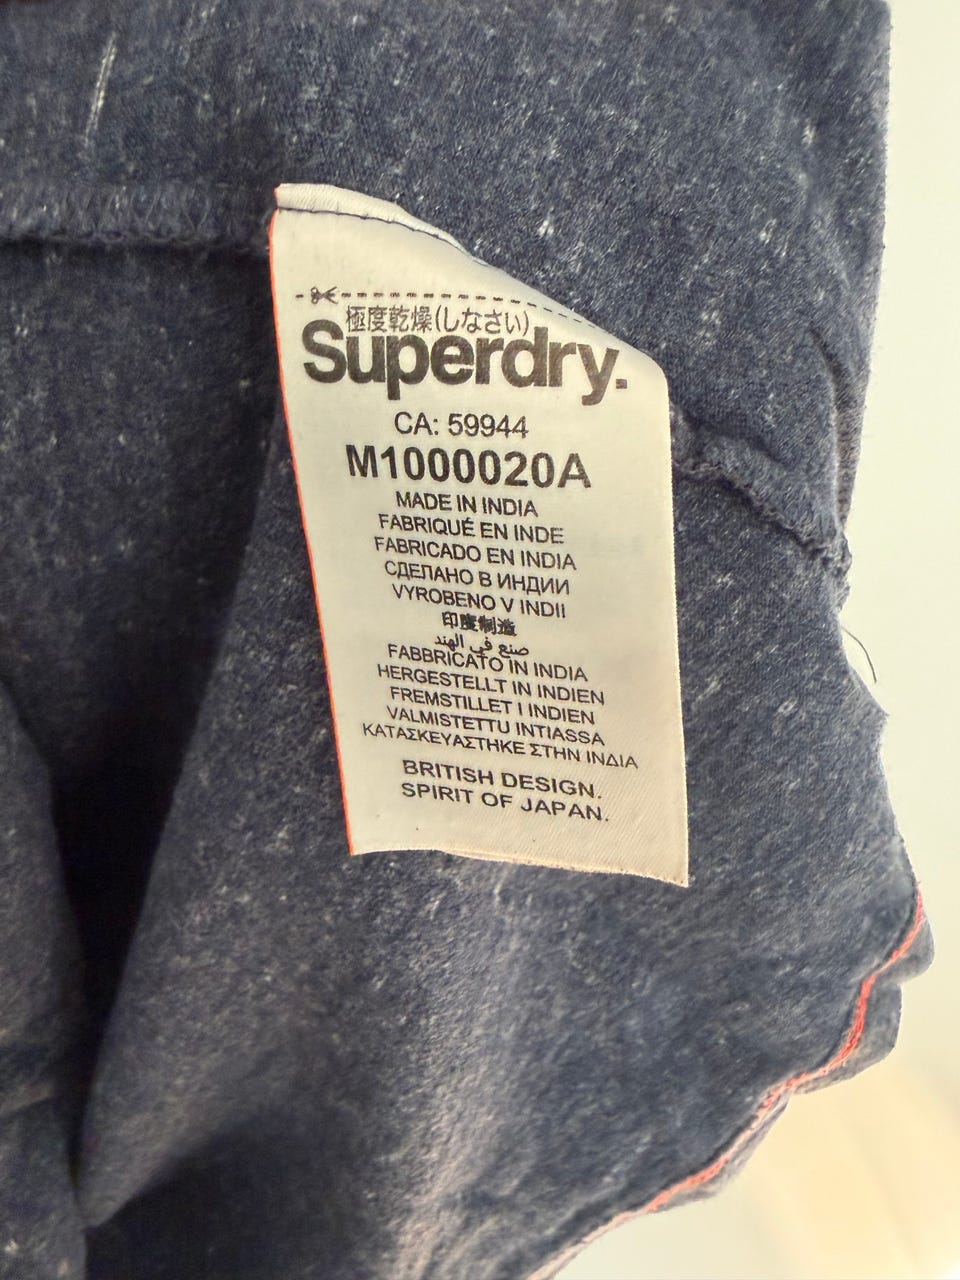 極度乾燥(しなさい)
Superdry.
CA: 59944
M1000020A
MADE IN INDIA
FABRIQUÉ EN INDE
FABRICADO EN INDIA
СДЕЛАНО В ИНДИИ
VYROBENO V INDII
印度制造
صنع في الهند
FABBRICATO IN INDIA
HERGESTELLT IN INDIEN
FREMSTILLET I INDIEN
VALMISTETTU INTIASSA
ΚΑΤΑΣΚΕΥΑΣΤΗΚΕ ΣΤΗΝ ΙΝΔΙΑ
BRITISH DESIGN.
SPIRIT OF JAPAN.